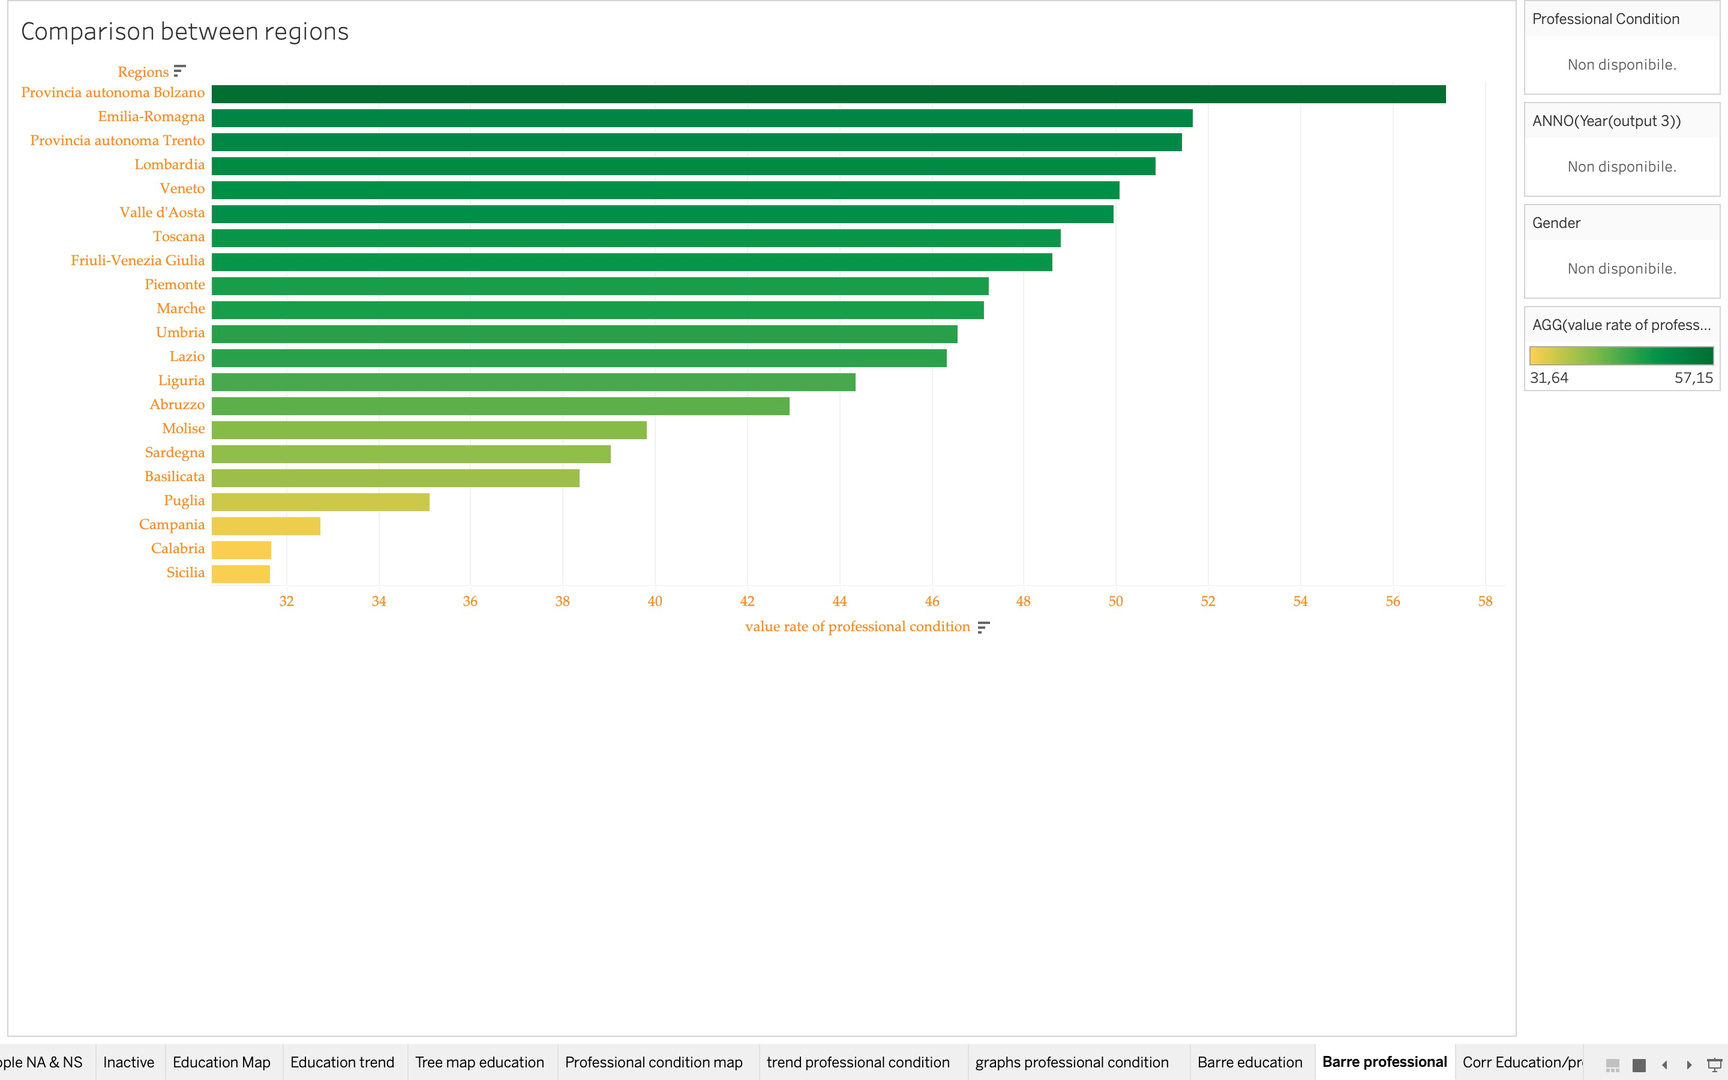 Comparison between regions
Regions
Provincia autonoma Bolzano
Emilia-Romagna
Provincia autonoma Trento
Lombardia
Veneto
Valle d'Aosta
Toscana
Friuli-Venezia Giulia
Piemonte
Marche
Umbria
Lazio
Liguria
Abruzzo
Molise
Sardegna
Basilicata
Puglia
Campania
Calabria
Sicilia
32 34 36 38 40 42 44 46 48 50 52 54 56 58
value rate of professional condition
Professional Condition
Non disponibile.
ANNO(Year(output 3))
Non disponibile.
Gender
Non disponibile.
AGG(value rate of profess...
31,64 57,15
NA & NS Inactive Education Map Education trend Tree map education Professional condition map trend professional condition graphs professional condition Barre education Barre professional Corr